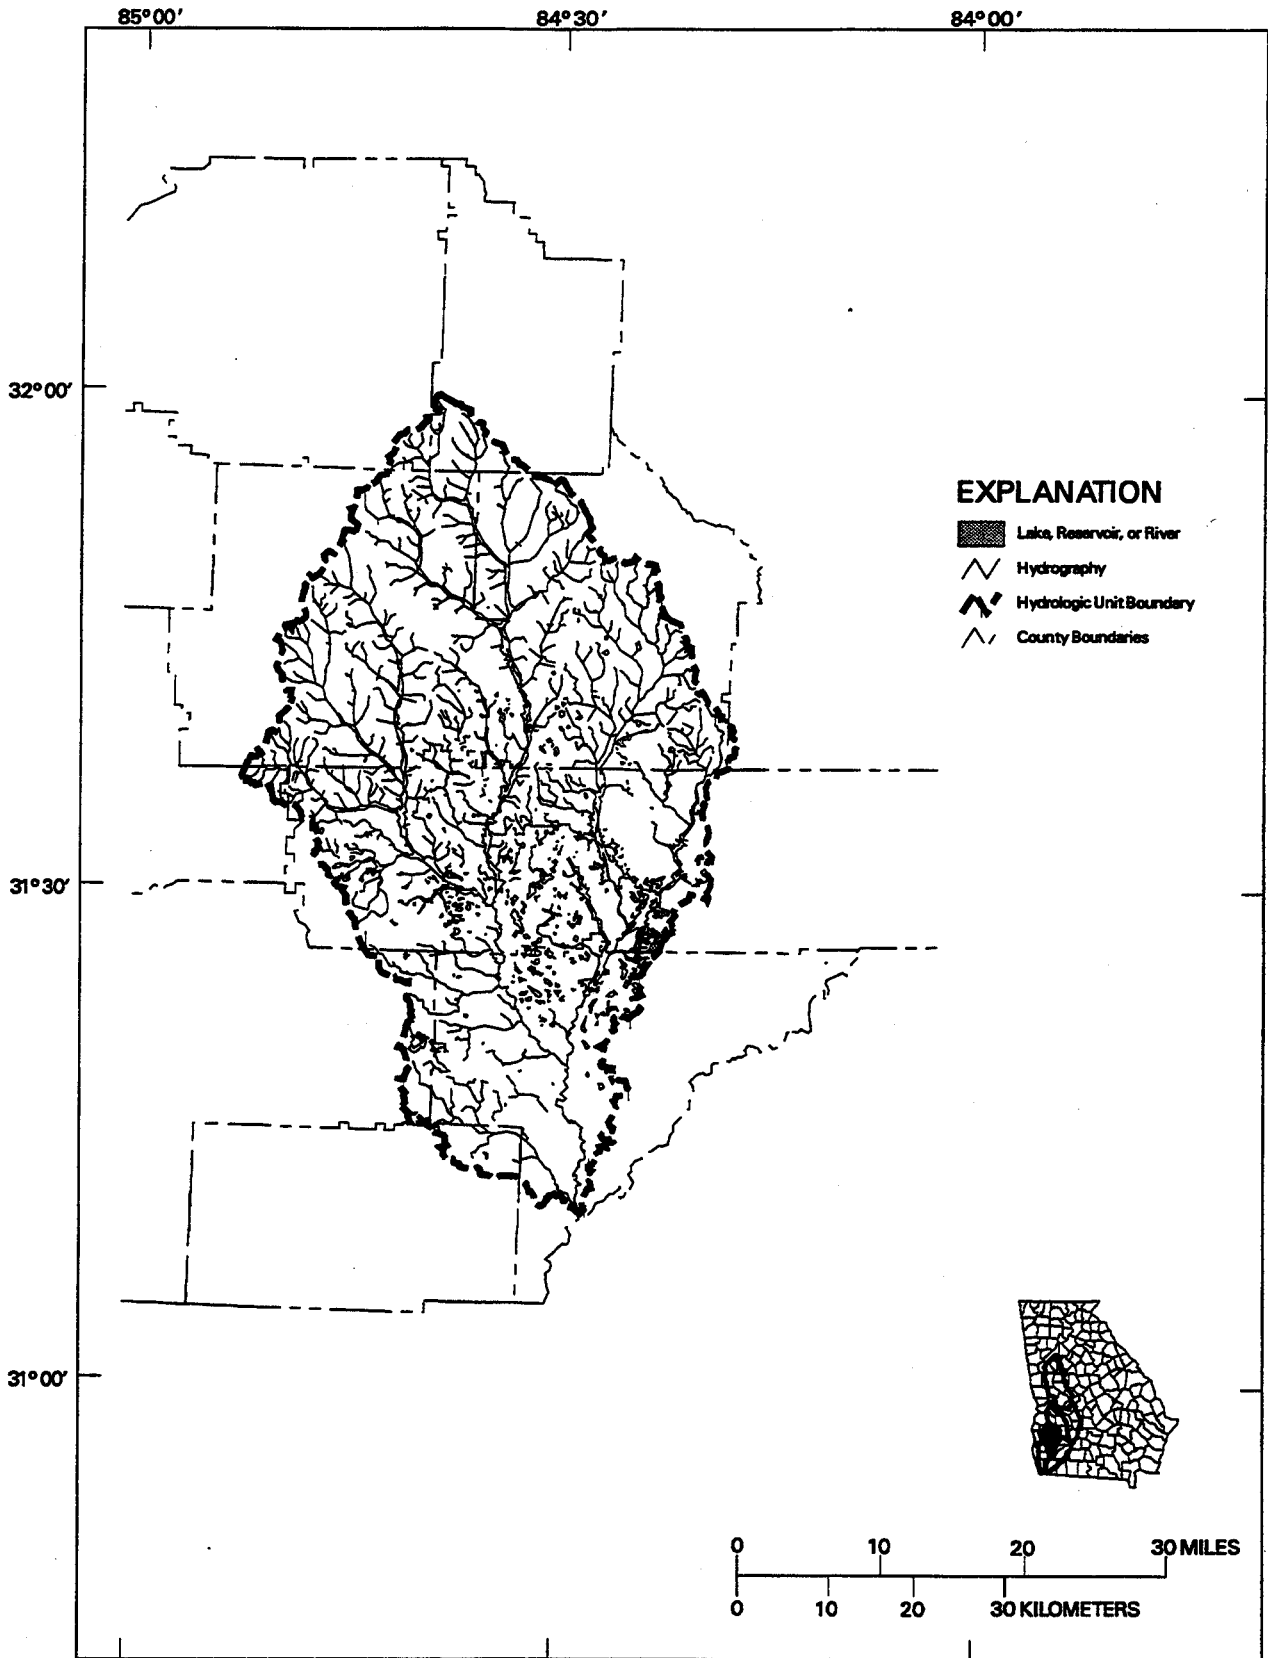 85°00'
84°30'
84°00'
32°00'
EXPLANATION
Lake, Reservoir, or River
Hydrography
Hydrologic Unit Boundary
County Boundaries
31°30'
31°00'
0 10 20 30 MILES
0 10 20 30 KILOMETERS